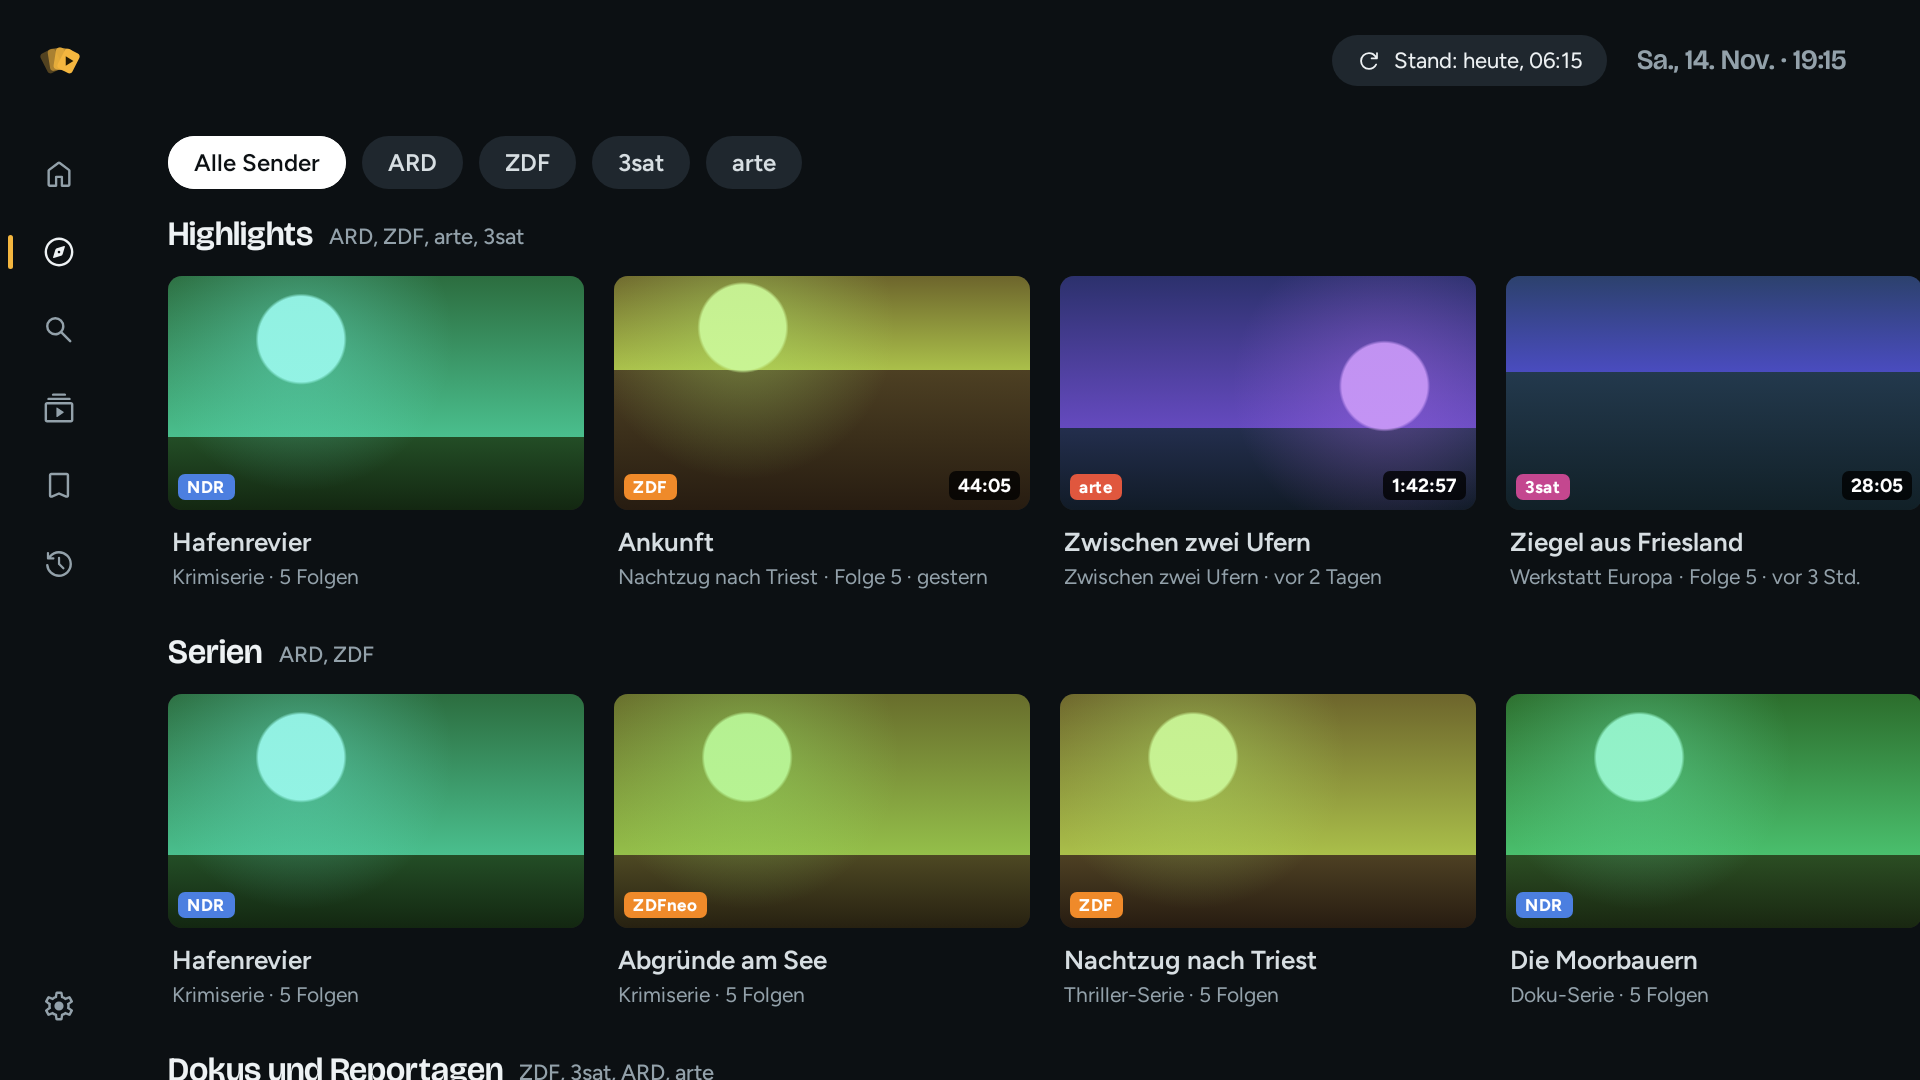 Stand: heute, 06:15
Sa., 14. Nov. · 19:15
Alle Sender
ARD
ZDF
3sat
arte
Highlights ARD, ZDF, arte, 3sat
NDR
ZDF
44:05
arte
1:42:57
3sat
28:05
Hafenrevier
Krimiserie · 5 Folgen
Ankunft
Nachtzug nach Triest · Folge 5 · gestern
Zwischen zwei Ufern
Zwischen zwei Ufern · vor 2 Tagen
Ziegel aus Friesland
Werkstatt Europa · Folge 5 · vor 3 Std.
Serien ARD, ZDF
NDR
ZDFneo
ZDF
NDR
Hafenrevier
Krimiserie · 5 Folgen
Abgründe am See
Krimiserie · 5 Folgen
Nachtzug nach Triest
Thriller-Serie · 5 Folgen
Die Moorbauern
Doku-Serie · 5 Folgen
Dokus und Reportagen ZDF, 3sat, ARD, arte